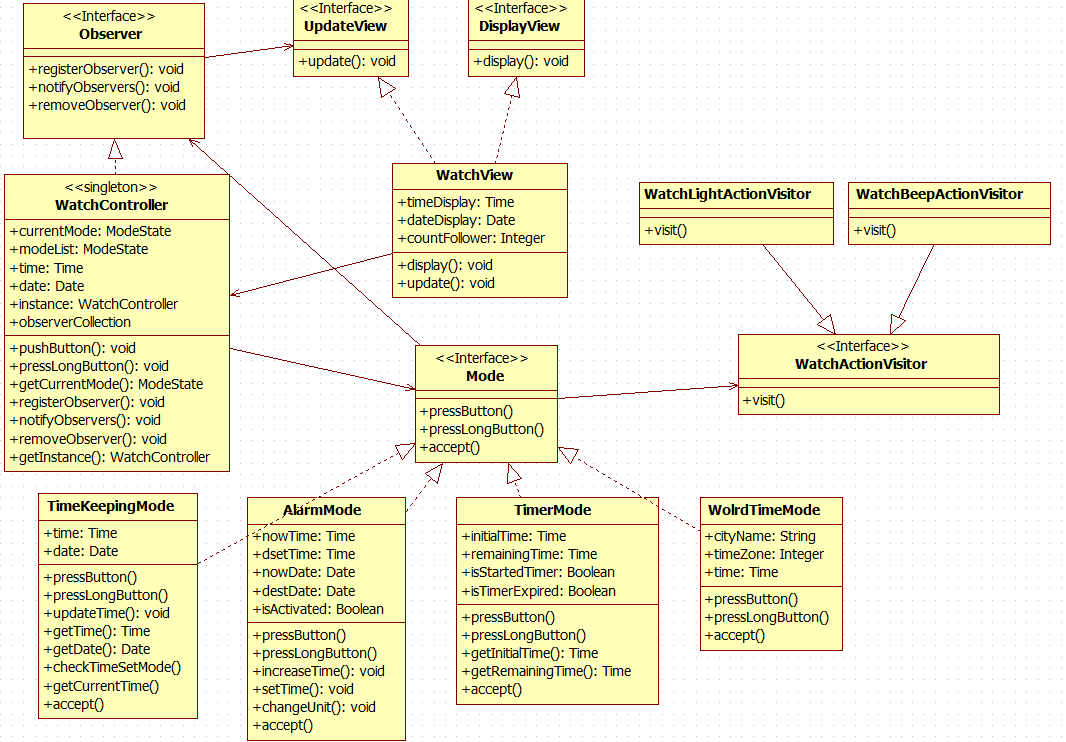 <<Interface>>
Observer
+registerObserver(): void
+notifyObservers(): void
+removeObserver(): void
<<Interface>>
UpdateView
+update(): void
<<Interface>>
DisplayView
+display(): void
<<singleton>>
WatchController
+currentMode: ModeState
+modeList: ModeState
+time: Time
+date: Date
+instance: WatchController
+observerCollection
+pushButton(): void
+pressLongButton(): void
+getCurrentMode(): ModeState
+registerObserver(): void
+notifyObservers(): void
+removeObserver(): void
+getInstance(): WatchController
WatchView
+timeDisplay: Time
+dateDisplay: Date
+countFollower: Integer
+display(): void
+update(): void
WatchLightActionVisitor
+visit()
WatchBeepActionVisitor
+visit()
<<Interface>>
WatchActionVisitor
+visit()
<<Interface>>
Mode
+pressButton()
+pressLongButton()
+accept()
TimeKeepingMode
+time: Time
+date: Date
+pressButton()
+pressLongButton()
+updateTime(): void
+getTime(): Time
+getDate(): Date
+checkTimeSetMode()
+getCurrentTime()
+accept()
AlarmMode
+nowTime: Time
+dsetTime: Time
+nowDate: Date
+destDate: Date
+isActivated: Boolean
+pressButton()
+pressLongButton()
+increaseTime(): void
+setTime(): void
+changeUnit(): void
+accept()
TimerMode
+initialTime: Time
+remainingTime: Time
+isStartedTimer: Boolean
+isTimerExpired: Boolean
+pressButton()
+pressLongButton()
+getInitialTime(): Time
+getRemainingTime(): Time
+accept()
WolrdTimeMode
+cityName: String
+timeZone: Integer
+time: Time
+pressButton()
+pressLongButton()
+accept()